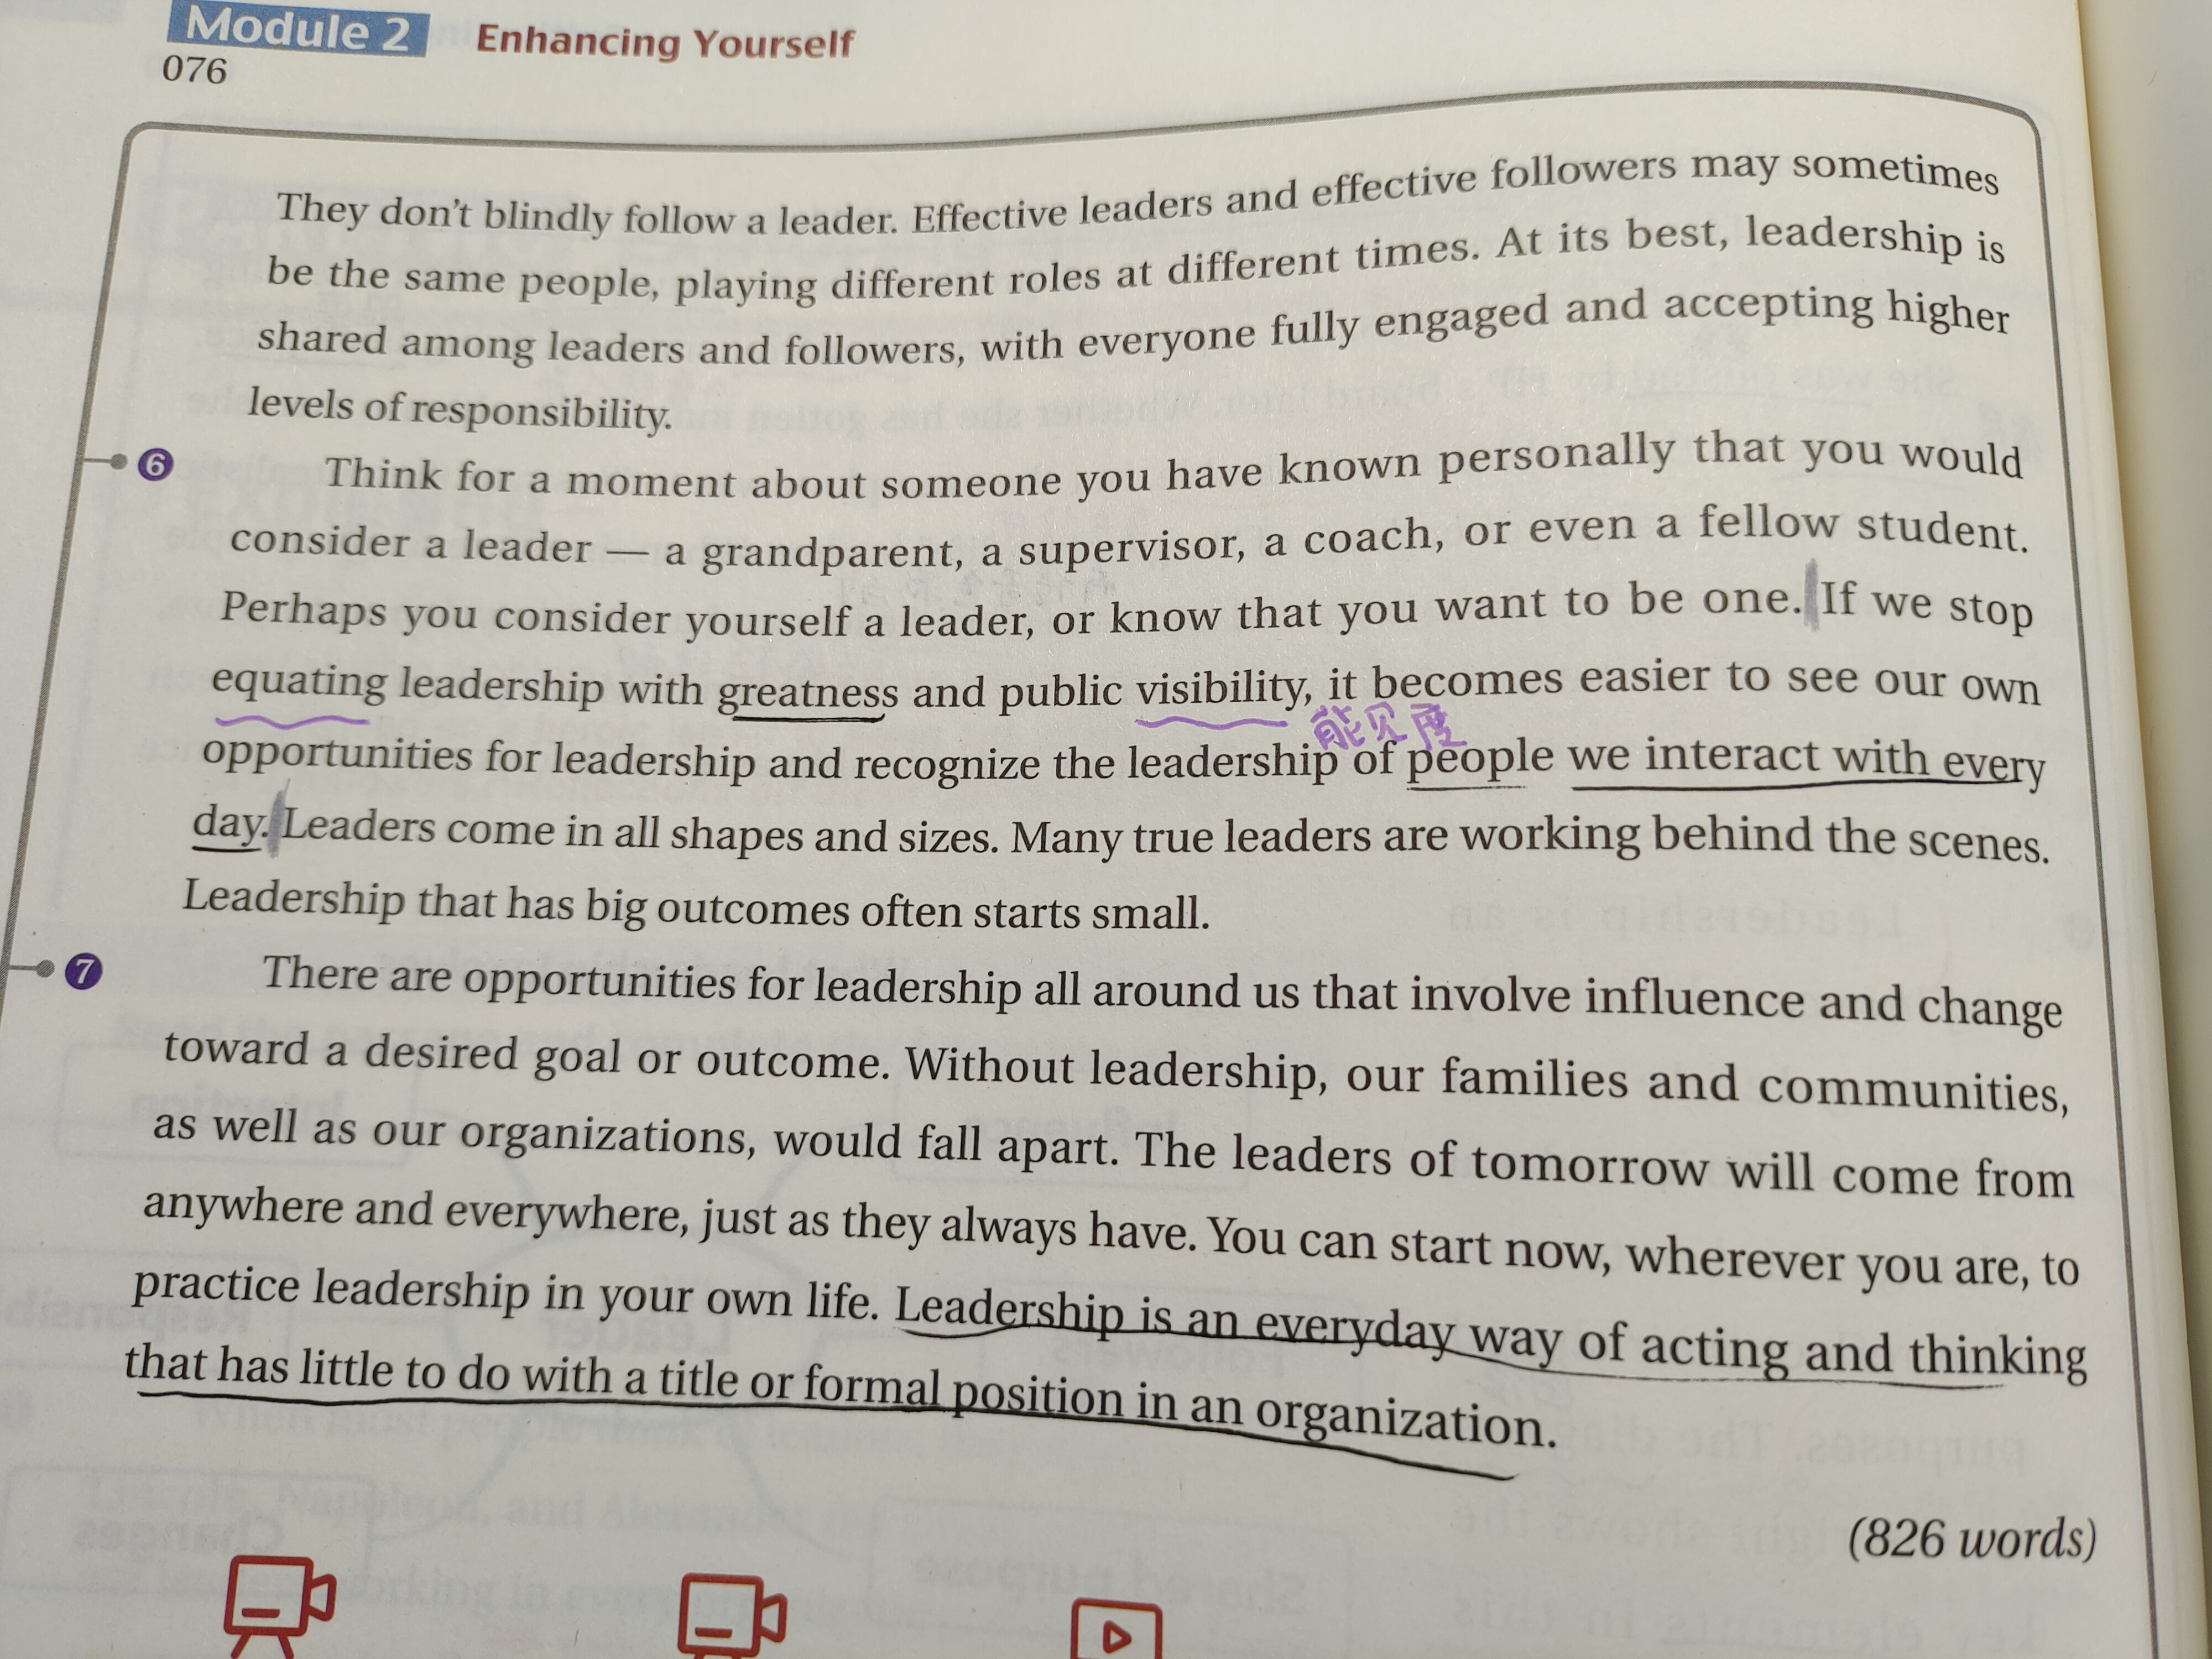 Module 2 Enhancing Yourself
076
They don't blindly follow a leader. Effective leaders and effective followers may sometimes
be the same people, playing different roles at different times. At its best, leadership is
shared among leaders and followers, with everyone fully engaged and accepting higher
levels of responsibility.
6 Think for a moment about someone you have known personally that you would
consider a leader — a grandparent, a supervisor, a coach, or even a fellow student.
Perhaps you consider yourself a leader, or know that you want to be one. If we stop
equating leadership with greatness and public visibility, it becomes easier to see our own
能见度
opportunities for leadership and recognize the leadership of people we interact with every
day. Leaders come in all shapes and sizes. Many true leaders are working behind the scenes.
Leadership that has big outcomes often starts small.
7 There are opportunities for leadership all around us that involve influence and change
toward a desired goal or outcome. Without leadership, our families and communities,
as well as our organizations, would fall apart. The leaders of tomorrow will come from
anywhere and everywhere, just as they always have. You can start now, wherever you are, to
practice leadership in your own life. Leadership is an everyday way of acting and thinking
that has little to do with a title or formal position in an organization.
(826 words)